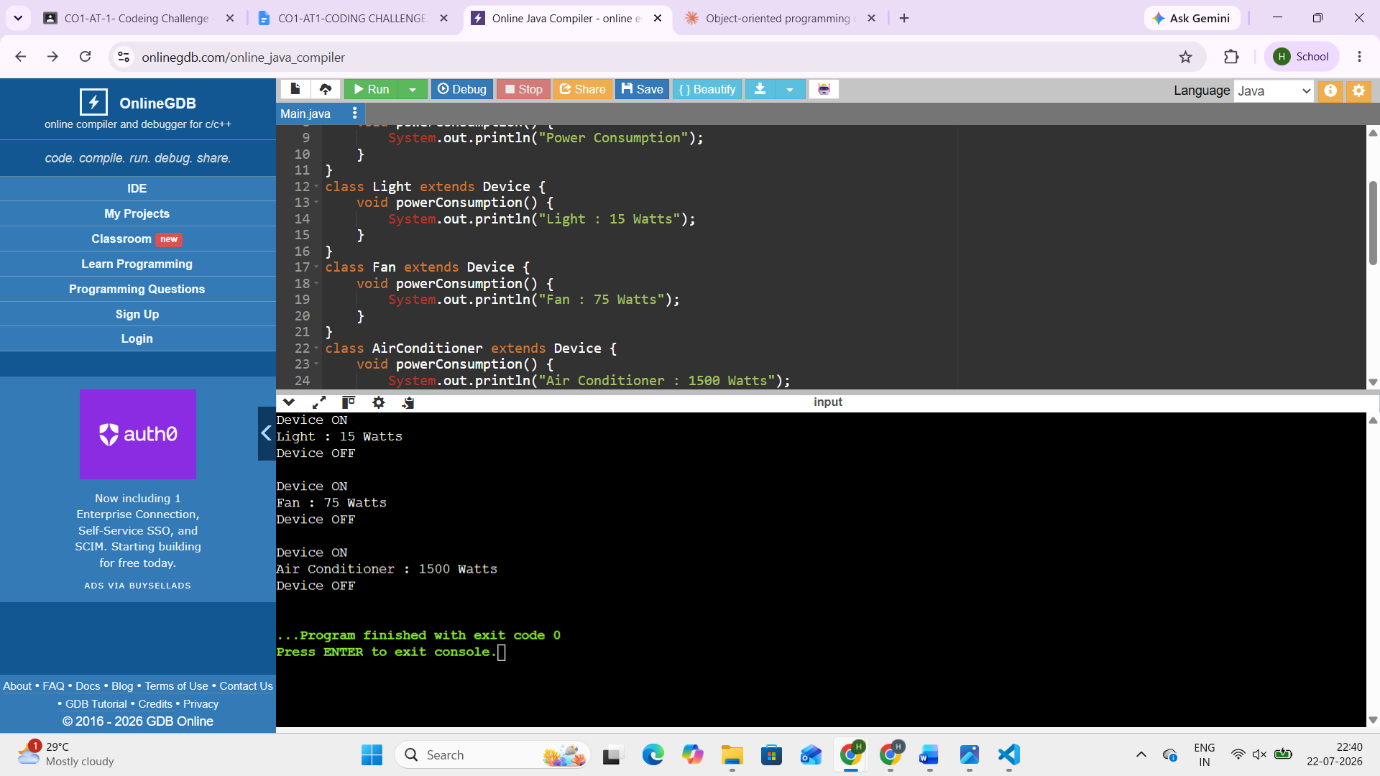 CO1-AT-1- Codeing Challenge
CO1-AT1-CODING CHALLENGE.
Online Java Compiler - online e
Object-oriented programming
Ask Gemini
onlinegdb.com/online_java_compiler
H School
OnlineGDB
online compiler and debugger for c/c++
code. compile. run. debug. share.
IDE
My Projects
Classroom new
Learn Programming
Programming Questions
Sign Up
Login
auth0
Now including 1
Enterprise Connection,
Self-Service SSO, and
SCIM. Starting building
for free today.
ADS VIA BUYSELLADS
About • FAQ • Docs • Blog • Terms of Use • Contact Us
• GDB Tutorial • Credits • Privacy
© 2016 - 2026 GDB Online
Run Debug Stop Share Save { } Beautify
Language Java
Main.java
8 void powerConsumption() {
9 System.out.println("Power Consumption");
10 }
11 }
12 class Light extends Device {
13 void powerConsumption() {
14 System.out.println("Light : 15 Watts");
15 }
16 }
17 class Fan extends Device {
18 void powerConsumption() {
19 System.out.println("Fan : 75 Watts");
20 }
21 }
22 class AirConditioner extends Device {
23 void powerConsumption() {
24 System.out.println("Air Conditioner : 1500 Watts");
input
Device ON
Light : 15 Watts
Device OFF
Device ON
Fan : 75 Watts
Device OFF
Device ON
Air Conditioner : 1500 Watts
Device OFF
...Program finished with exit code 0
Press ENTER to exit console.
1
29°C
Mostly cloudy
Search
H
H
ENG
IN
22:40
22-07-2026